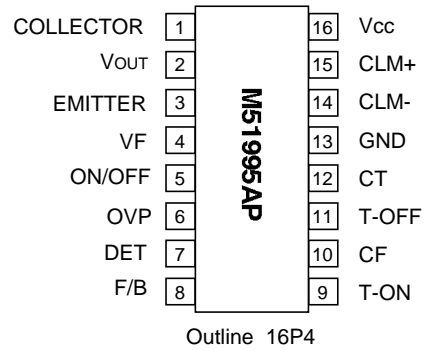 COLLECTOR 1 16 Vcc
VOUT 2 15 CLM+
EMITTER 3 14 CLM-
VF 4 13 GND
ON/OFF 5 12 CT
OVP 6 11 T-OFF
DET 7 10 CF
F/B 8 9 T-ON
M51995AP
Outline 16P4